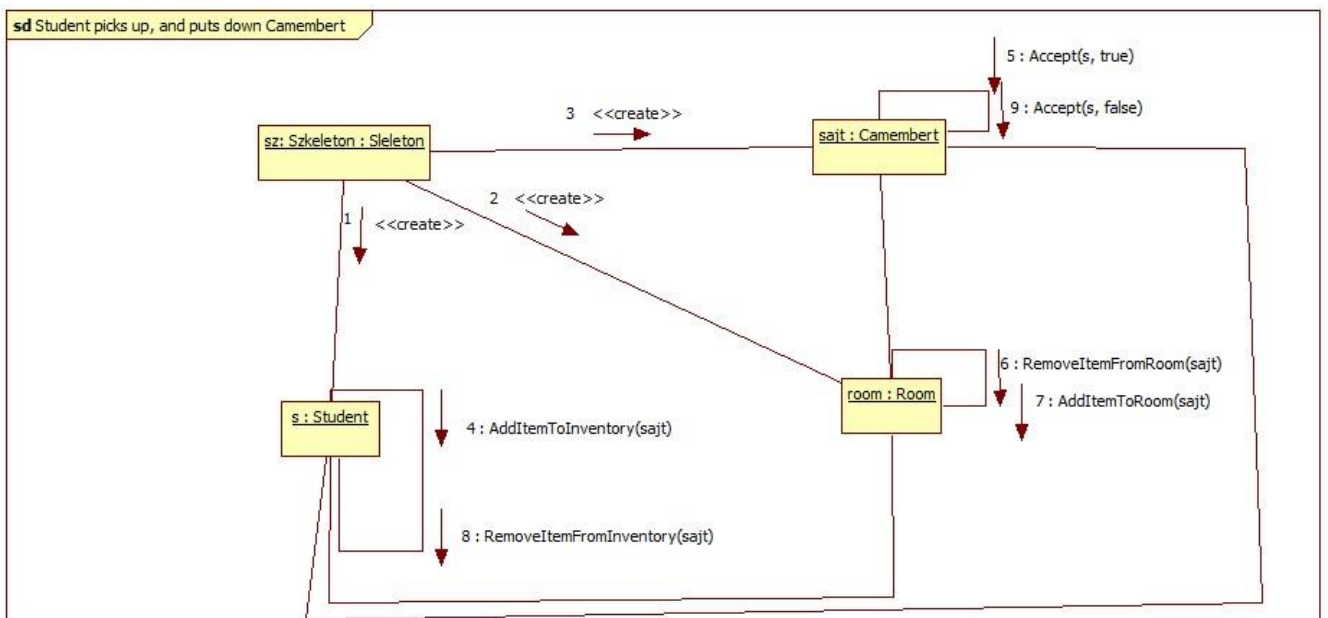 sd Student picks up, and puts down Camembert
5 : Accept(s, true)
9 : Accept(s, false)
3 <<create>>
sz: Szkeleton : Sleleton
sajt : Camembert
2 <<create>>
1 <<create>>
6 : RemoveItemFromRoom(sajt)
room : Room
7 : AddItemToRoom(sajt)
s : Student
4 : AddItemToInventory(sajt)
8 : RemoveItemFromInventory(sajt)